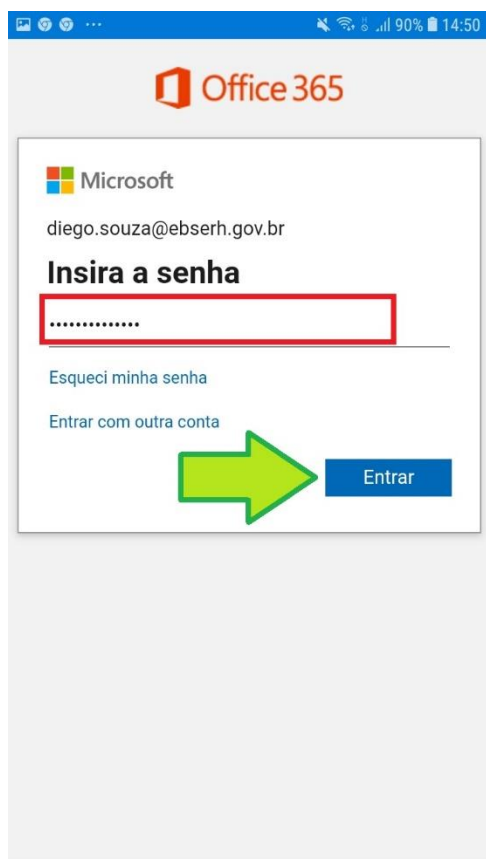 90% 14:50
Office 365
Microsoft
diego.souza@ebserh.gov.br
Insira a senha
..............
Esqueci minha senha
Entrar com outra conta
Entrar